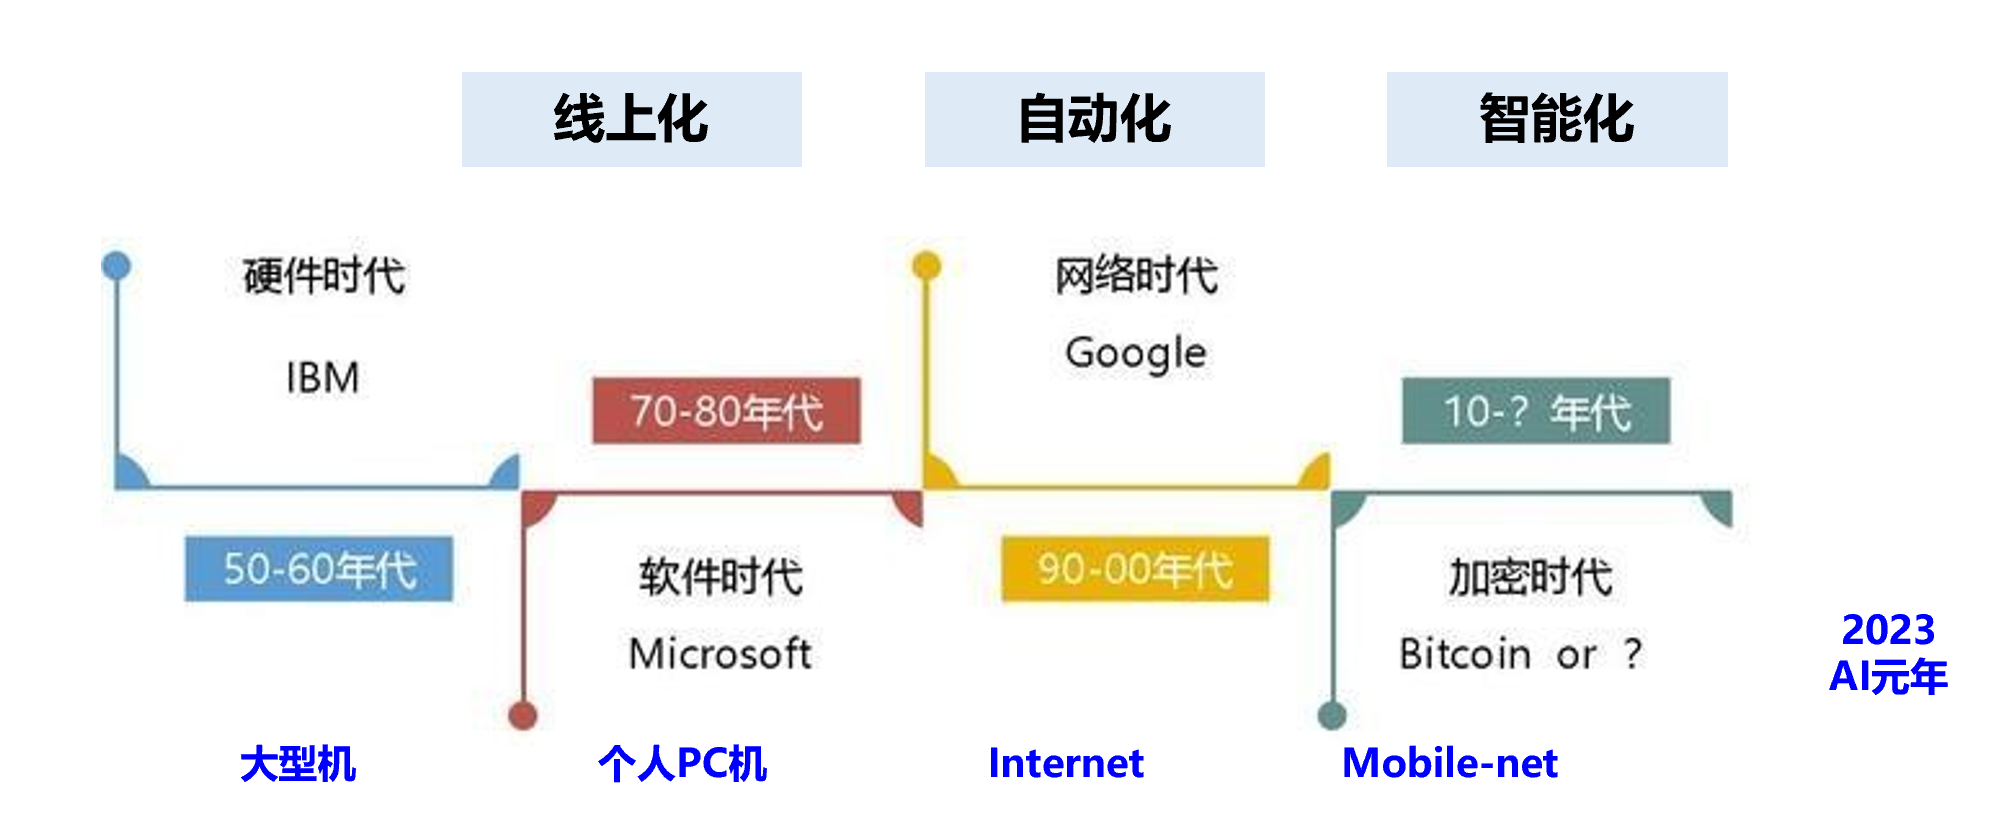 线上化
自动化
智能化
硬件时代
IBM
50-60年代
70-80年代
软件时代
Microsoft
网络时代
Google
90-00年代
10-？年代
加密时代
Bitcoin or ？
2023
AI元年
大型机
个人PC机
Internet
Mobile-net